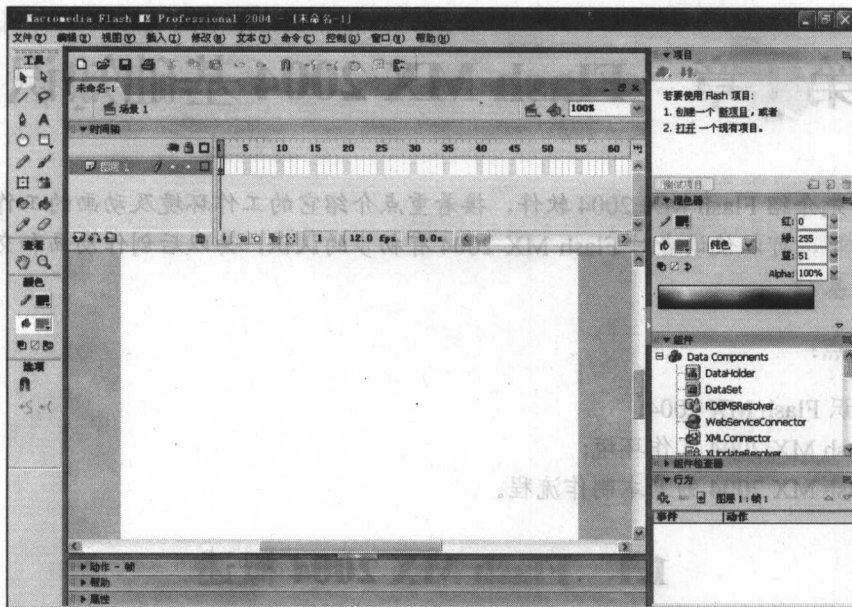 Macromedia Flash MX Professional 2004 - [未命名-1]
文件(F) 编辑(E) 视图(V) 插入(I) 修改(M) 文本(T) 命令(C) 控制(O) 窗口(W) 帮助(H)
工具
查看
颜色
选项
未命名-1
场景 1
100%
时间轴
1 5 10 15 20 25 30 35 40 45 50 55 60
图层 1
1 12.0 fps 0.0s
动作 - 帧
帮助
属性
项目
若要使用 Flash 项目:
1. 创建一个 新项目，或者
2. 打开 一个现有项目。
测试项目
混色器
红: 0
纯色 绿: 255
蓝: 51
Alpha: 100%
组件
Data Components
DataHolder
DataSet
RDBMSResolver
WebServiceConnector
XMLConnector
XUpdateResolver
组件检查器
行为
图层 1:帧 1
事件 动作